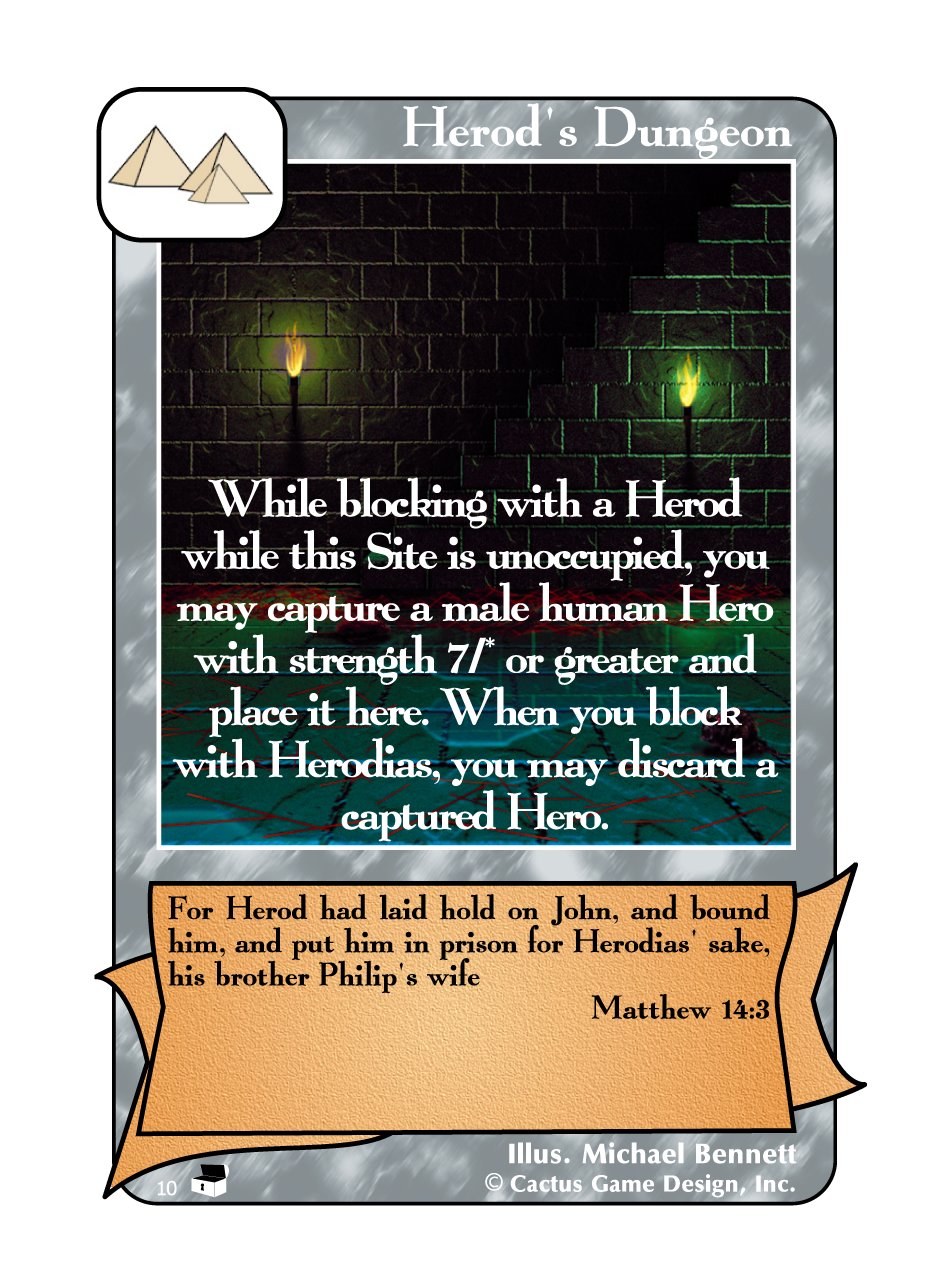 Herod's Dungeon
While blocking with a Herod
while this Site is unoccupied, you
may capture a male human Hero
with strength 7/* or greater and
place it here. When you block
with Herodias, you may discard a
captured Hero.
For Herod had laid hold on John, and bound
him, and put him in prison for Herodias' sake,
his brother Philip's wife
Matthew 14:3
Illus. Michael Bennett
10
© Cactus Game Design, Inc.